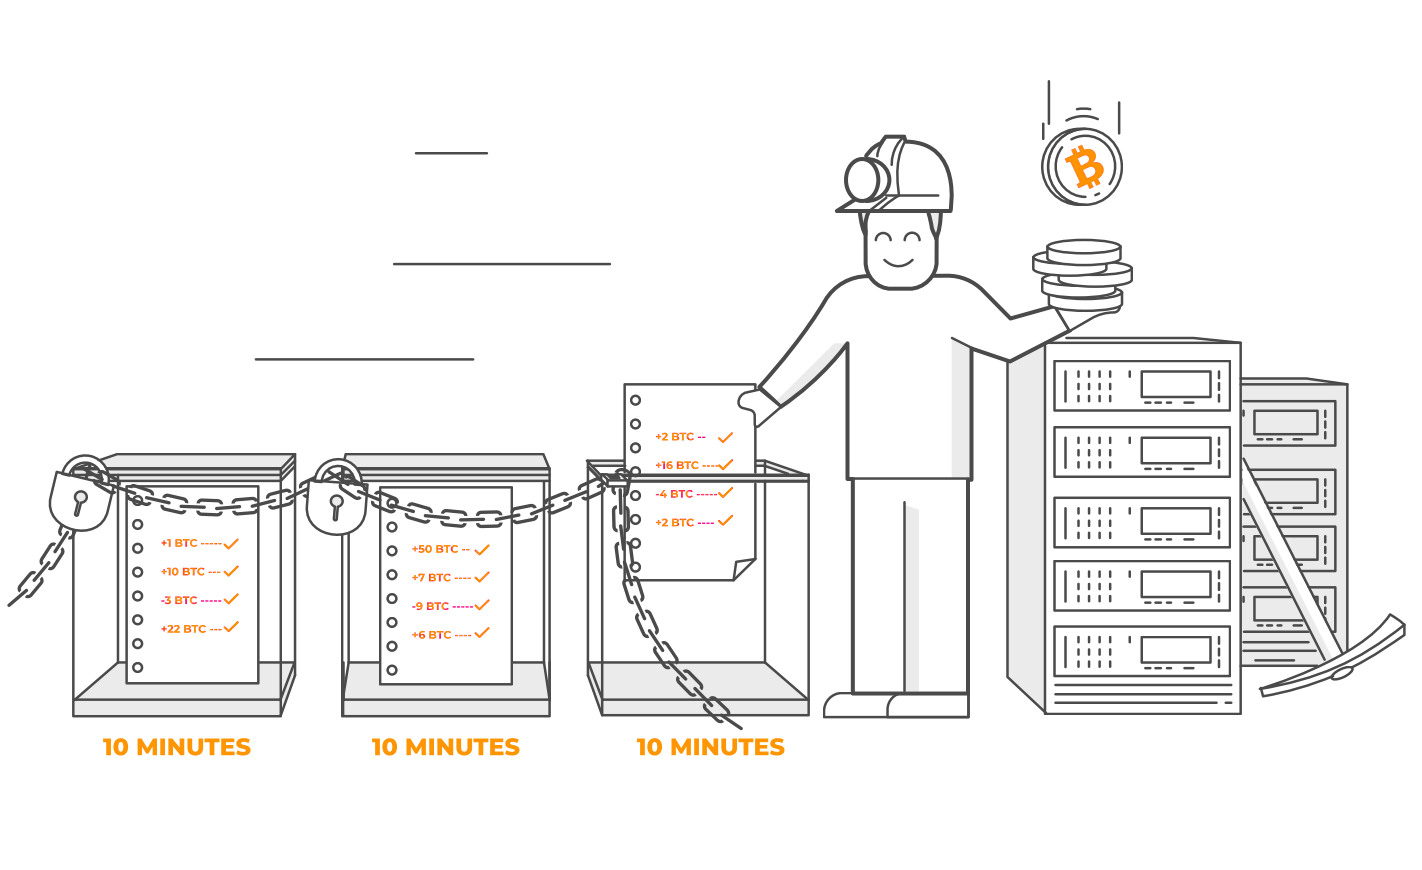 +2 BTC --
+16 BTC ----
-4 BTC -----
+2 BTC ----
+1 BTC -----
+10 BTC ---
-3 BTC -----
+22 BTC ---
+50 BTC --
+7 BTC ----
-9 BTC -----
+6 BTC ----
10 MINUTES
10 MINUTES
10 MINUTES